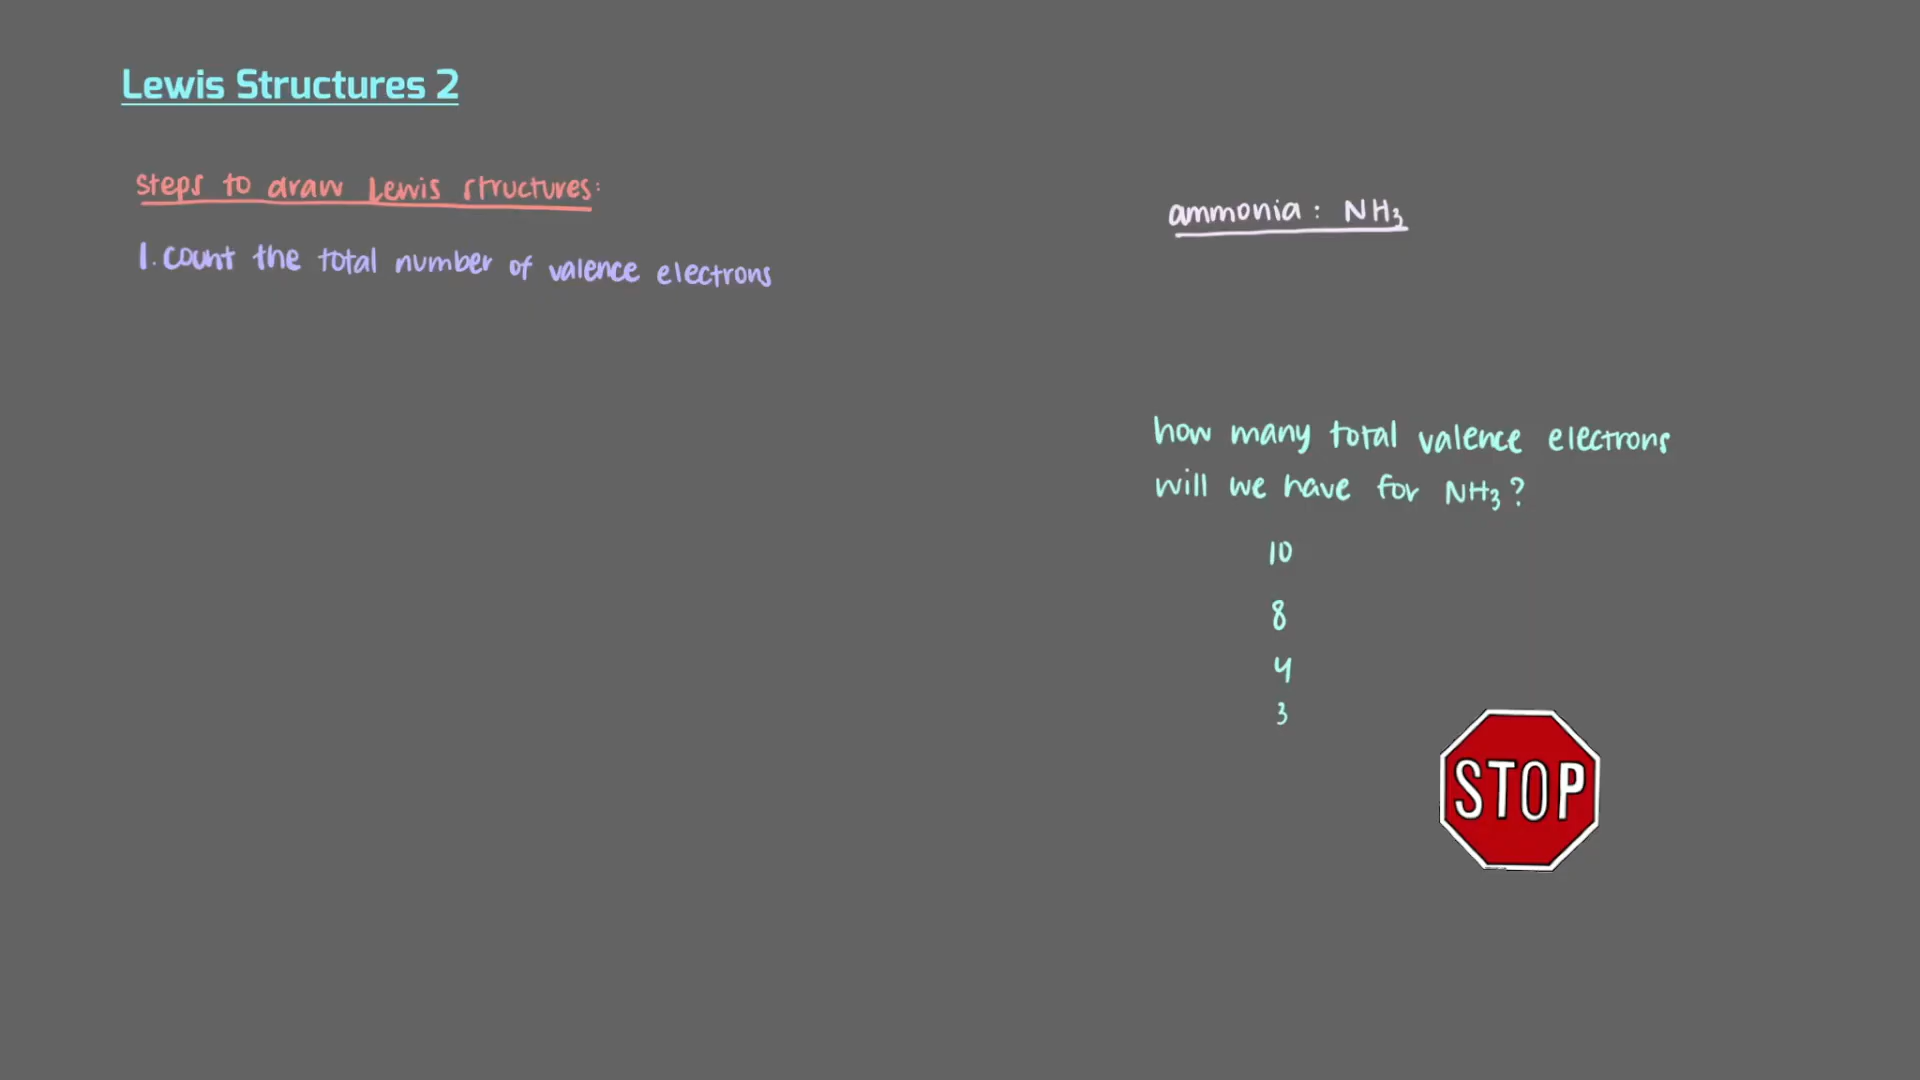 Lewis Structures 2
steps to draw Lewis structures:
1. count the total number of valence electrons
ammonia: NH₃
how many total valence electrons
will we have for NH₃?
10
8
4
3
STOP